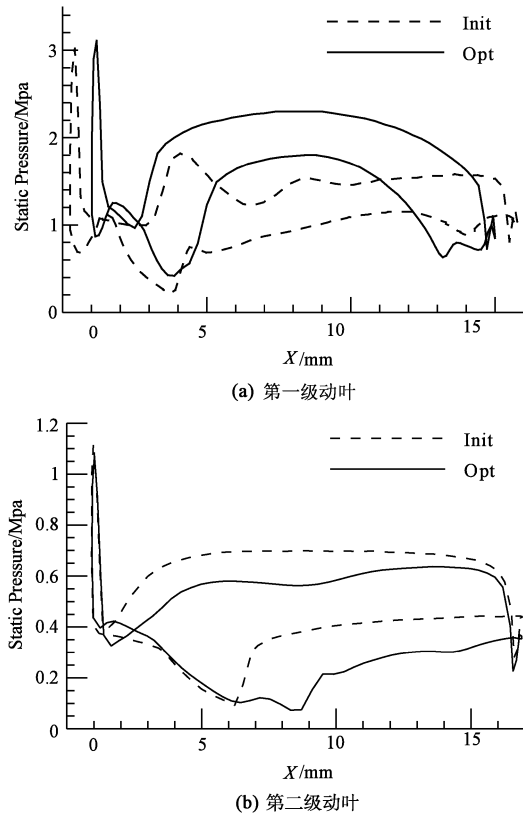 Init
Opt
Static Pressure/Mpa
3
2
1
0
0 5 10 15
X/mm
(a) 第一级动叶
Init
Opt
Static Pressure/Mpa
1.2
1.0
0.8
0.6
0.4
0.2
0
0 5 10 15
X/mm
(b) 第二级动叶